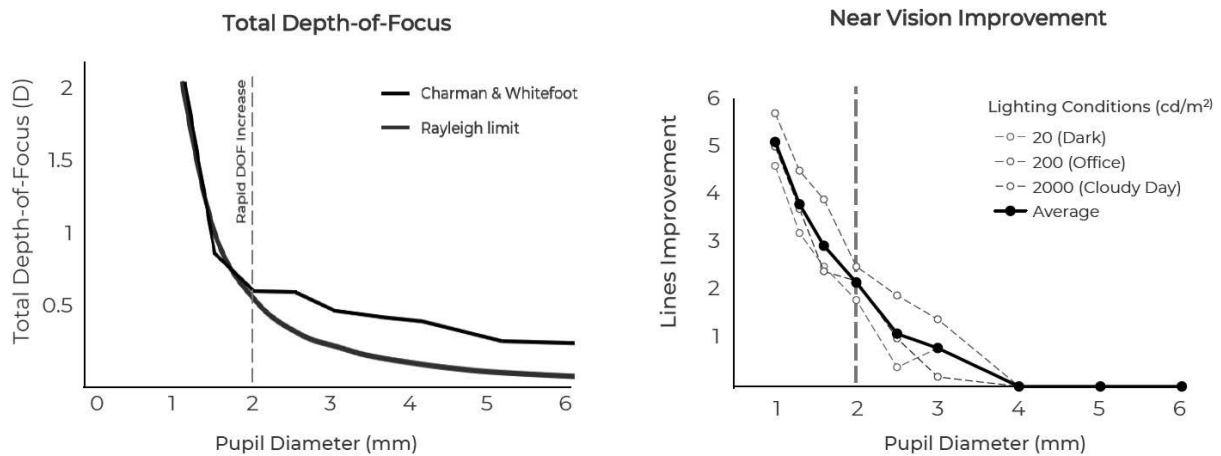 Total Depth-of-Focus
Total Depth-of-Focus (D)
2
1.5
1
0.5
Rapid DOF Increase
Charman & Whitefoot
Rayleigh limit
0 1 2 3 4 5 6
Pupil Diameter (mm)
Near Vision Improvement
Lines Improvement
6
5
4
3
2
1
Lighting Conditions (cd/m²)
20 (Dark)
200 (Office)
2000 (Cloudy Day)
Average
1 2 3 4 5 6
Pupil Diameter (mm)